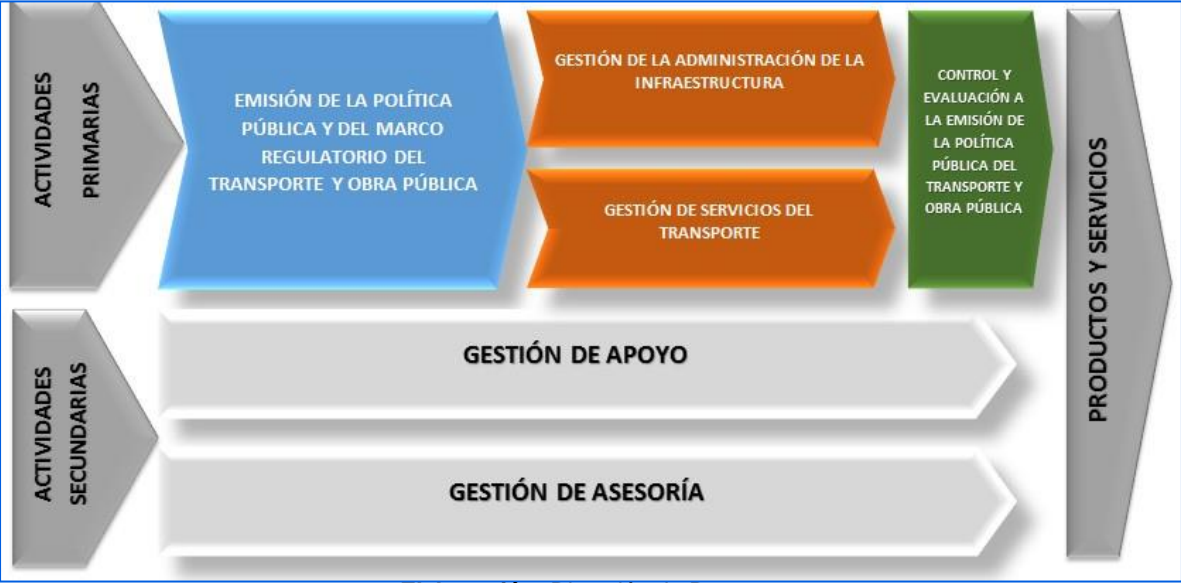 ACTIVIDADES
PRIMARIAS
EMISIÓN DE LA POLÍTICA
PÚBLICA Y DEL MARCO
REGULATORIO DEL
TRANSPORTE Y OBRA PÚBLICA
GESTIÓN DE LA ADMINISTRACIÓN DE LA
INFRAESTRUCTURA
GESTIÓN DE SERVICIOS DEL
TRANSPORTE
CONTROL Y
EVALUACIÓN A
LA EMISIÓN DE
LA POLÍTICA
PÚBLICA DEL
TRANSPORTE Y
OBRA PÚBLICA
PRODUCTOS Y SERVICIOS
ACTIVIDADES
SECUNDARIAS
GESTIÓN DE APOYO
GESTIÓN DE ASESORÍA